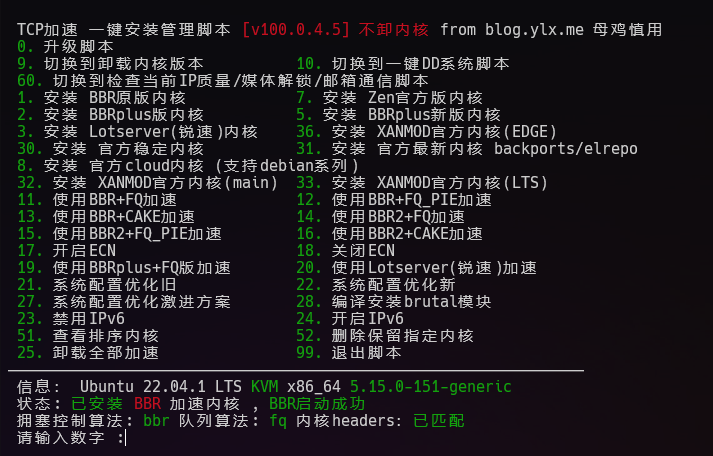 TCP加速 一键安装管理脚本 [v100.0.4.5] 不卸内核 from blog.ylx.me 母鸡慎用
0. 升级脚本
9. 切换到卸载内核版本 10. 切换到一键DD系统脚本
60. 切换到检查当前IP质量/媒体解锁/邮箱通信脚本
1. 安装 BBR原版内核 7. 安装 Zen官方版内核
2. 安装 BBRplus版内核 5. 安装 BBRplus新版内核
3. 安装 Lotserver(锐速)内核 36. 安装 XANMOD官方内核(EDGE)
30. 安装 官方稳定内核 31. 安装 官方最新内核 backports/elrepo
8. 安装 官方cloud内核 (支持debian系列)
32. 安装 XANMOD官方内核(main) 33. 安装 XANMOD官方内核(LTS)
11. 使用BBR+FQ加速 12. 使用BBR+FQ_PIE加速
13. 使用BBR+CAKE加速 14. 使用BBR2+FQ加速
15. 使用BBR2+FQ_PIE加速 16. 使用BBR2+CAKE加速
17. 开启ECN 18. 关闭ECN
19. 使用BBRplus+FQ版加速 20. 使用Lotserver(锐速)加速
21. 系统配置优化旧 22. 系统配置优化新
27. 系统配置优化激进方案 28. 编译安装brutal模块
23. 禁用IPv6 24. 开启IPv6
51. 查看排序内核 52. 删除保留指定内核
25. 卸载全部加速 99. 退出脚本
信息: Ubuntu 22.04.1 LTS KVM x86_64 5.15.0-151-generic
状态: 已安装 BBR 加速内核 , BBR启动成功
拥塞控制算法: bbr 队列算法: fq 内核headers: 已匹配
请输入数字 :